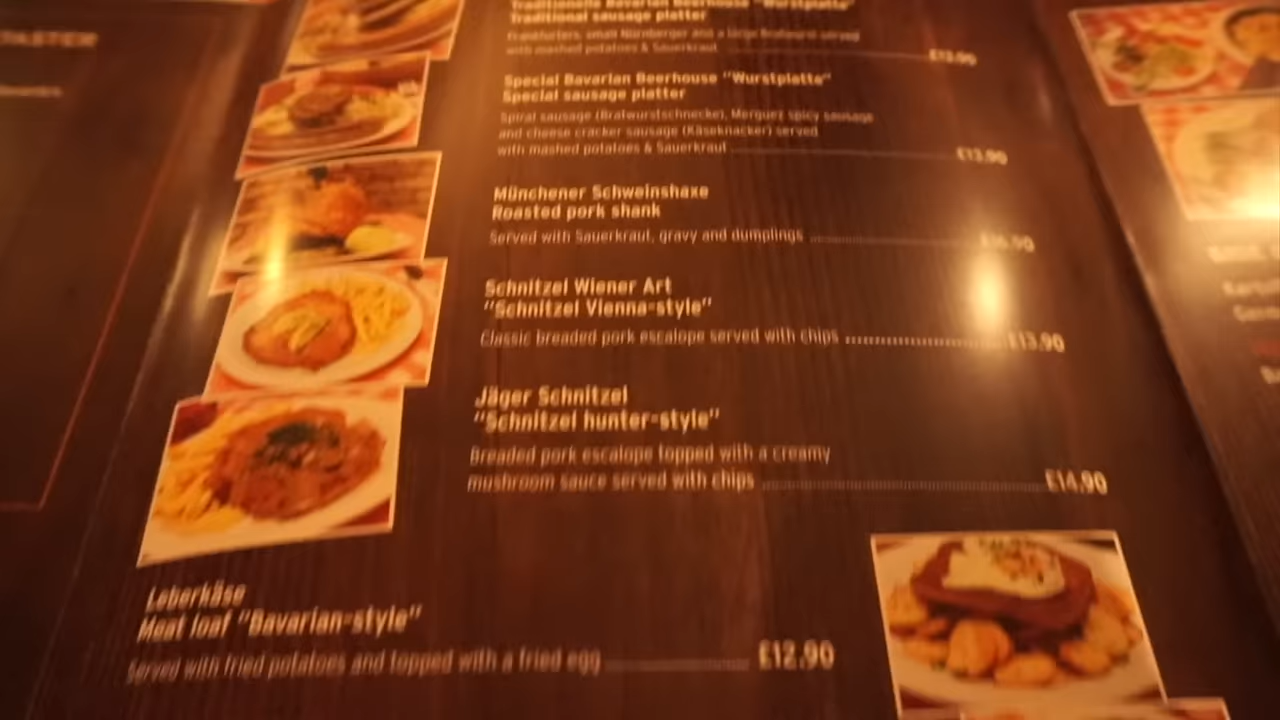 TASTER
Traditionelle Bavarian Beerhouse "Wurstplatte"
Traditional sausage platter
Frankfurters, small Nürnberger and a large Bratwurst served
with mashed potatoes & Sauerkraut
Special Bavarian Beerhouse "Wurstplatte"
Special sausage platter
Spiral sausage (Bratwurstschnecke), Merguez spicy sausage
and cheese cracker sausage (Käseknacker) served
with mashed potatoes & Sauerkraut £13.90
Münchener Schweinshaxe
Roasted pork shank
Served with Sauerkraut, gravy and dumplings
Schnitzel Wiener Art
"Schnitzel Vienna-style"
Classic breaded pork escalope served with chips £13.90
Jäger Schnitzel
"Schnitzel hunter-style"
Breaded pork escalope topped with a creamy
mushroom sauce served with chips £14.90
Leberkäse
Meat loaf "Bavarian-style"
Served with fried potatoes and topped with a fried egg £12.90